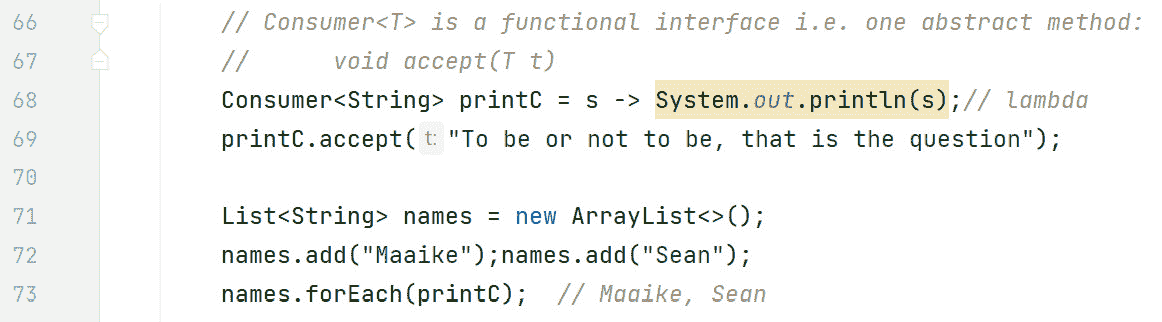 66 // Consumer<T> is a functional interface i.e. one abstract method:
67 //      void accept(T t)
68 Consumer<String> printC = s -> System.out.println(s);// lambda
69 printC.accept( t: "To be or not to be, that is the question");
70
71 List<String> names = new ArrayList<>();
72 names.add("Maaike");names.add("Sean");
73 names.forEach(printC);  // Maaike, Sean